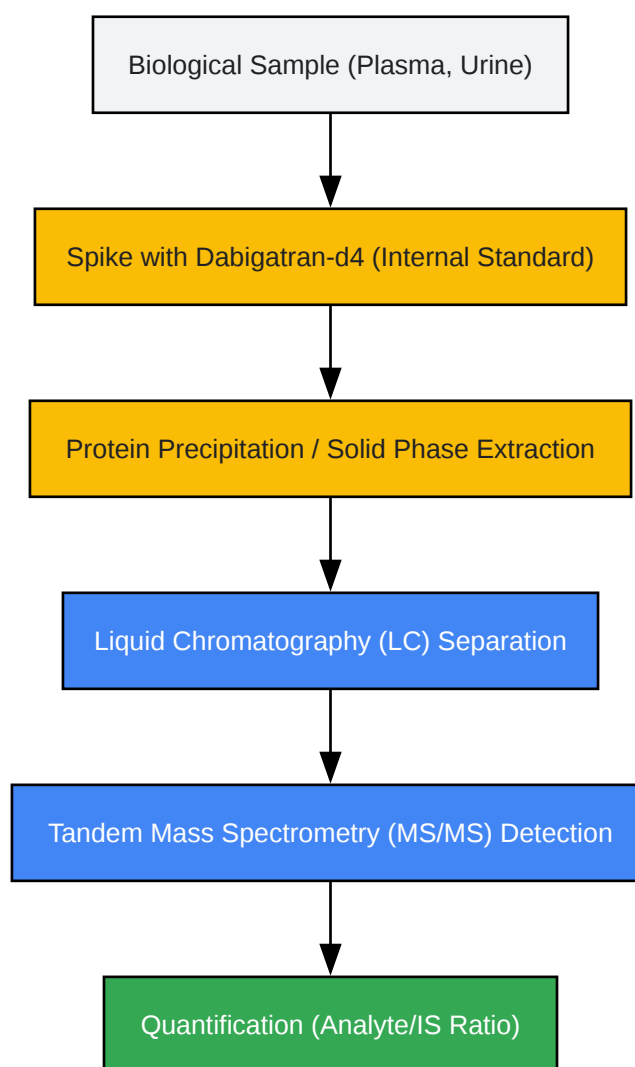 Biological Sample (Plasma, Urine)
Spike with Dabigatran-d4 (Internal Standard)
Protein Precipitation / Solid Phase Extraction
Liquid Chromatography (LC) Separation
Tandem Mass Spectrometry (MS/MS) Detection
Quantification (Analyte/IS Ratio)